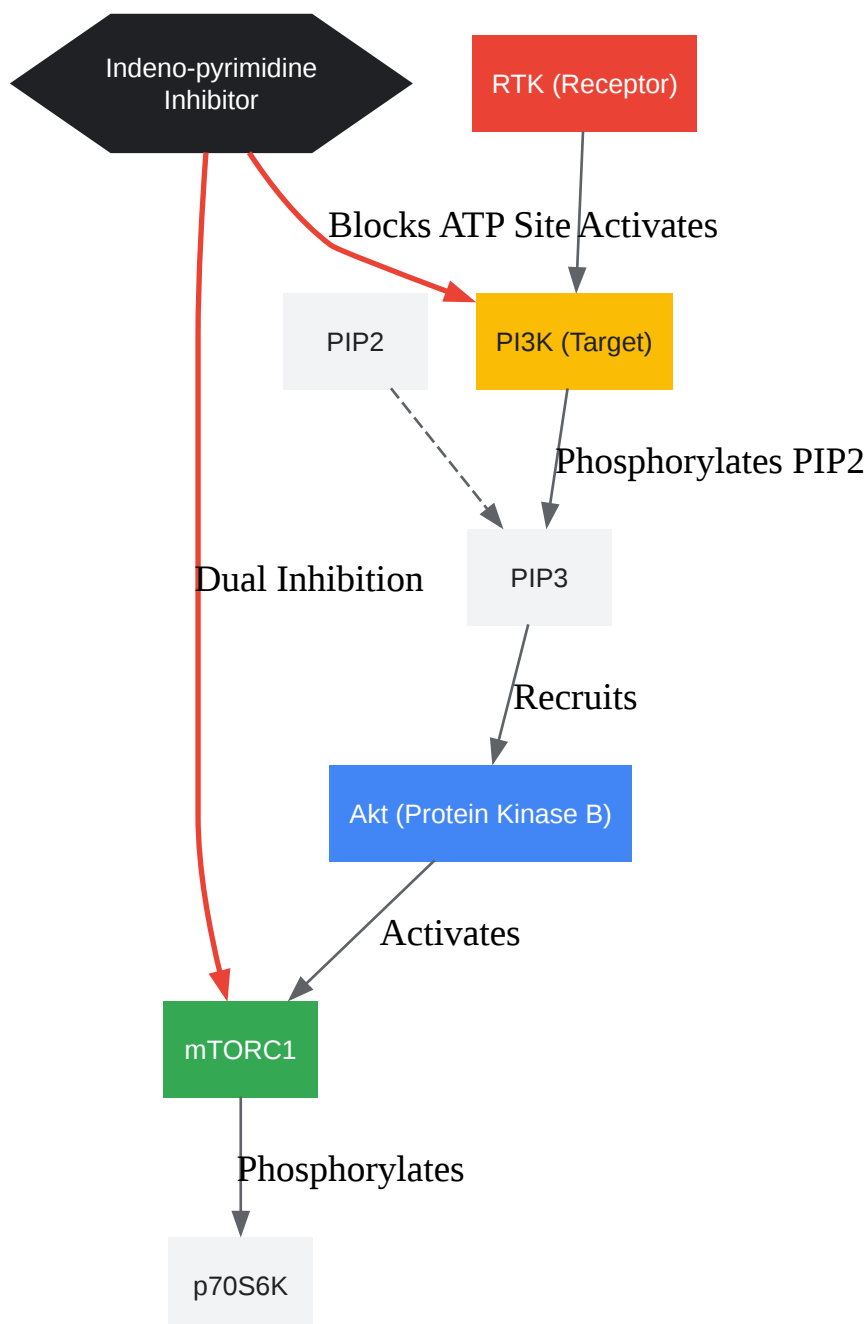 Indeno-pyrimidine
Inhibitor
RTK (Receptor)
Blocks ATP Site
Activates
PIP2
PI3K (Target)
Phosphorylates PIP2
Dual Inhibition
PIP3
Recruits
Akt (Protein Kinase B)
Activates
mTORC1
Phosphorylates
p70S6K